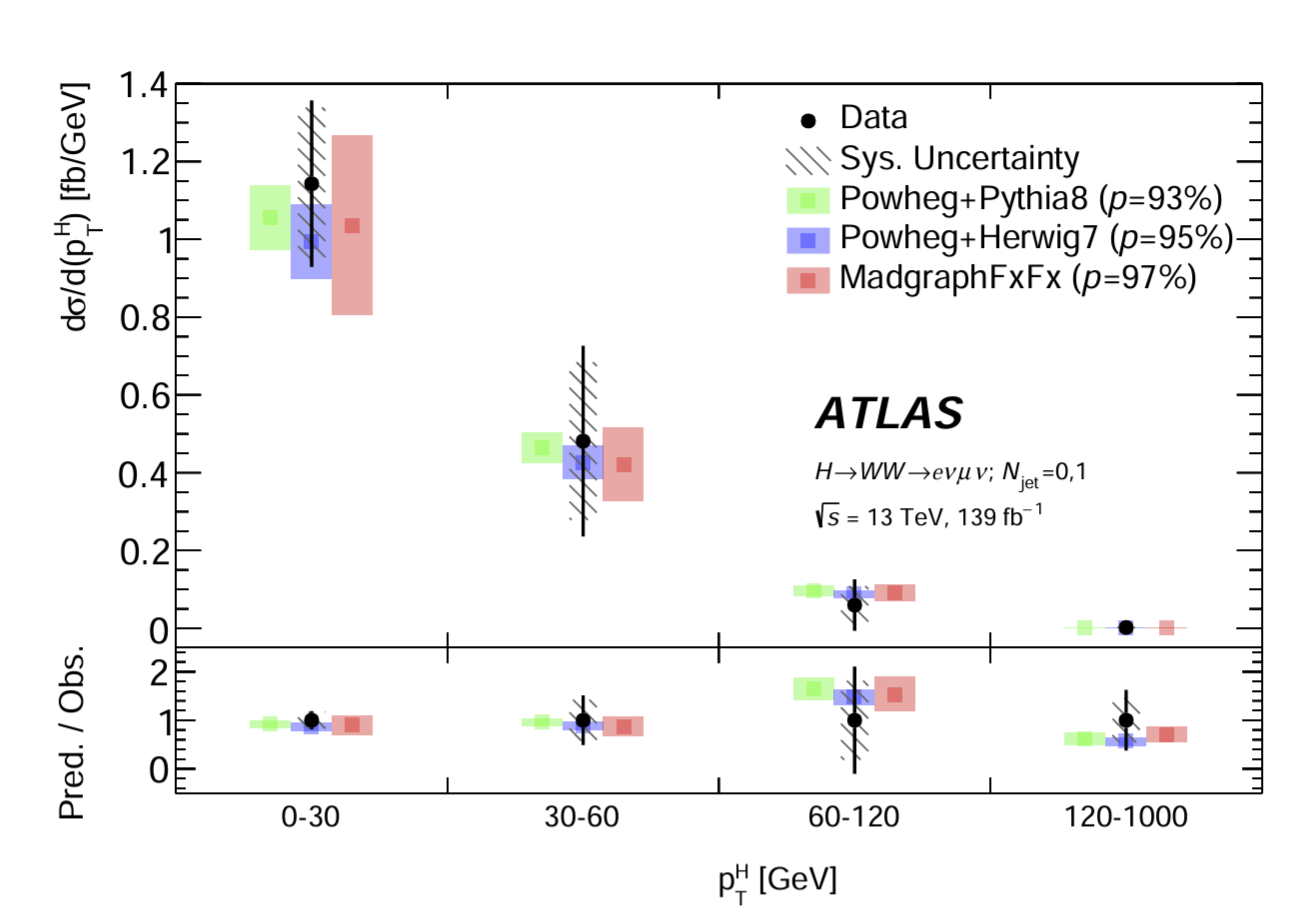 dσ/d(p_T^H) [fb/GeV]
1.4
1.2
1
0.8
0.6
0.4
0.2
0
Data
Sys. Uncertainty
Powheg+Pythia8 (p=93%)
Powheg+Herwig7 (p=95%)
MadgraphFxFx (p=97%)
ATLAS
H→WW→eνμν; N_jet=0,1
√s = 13 TeV, 139 fb⁻¹
Pred. / Obs.
2
1
0
0-30 30-60 60-120 120-1000
p_T^H [GeV]